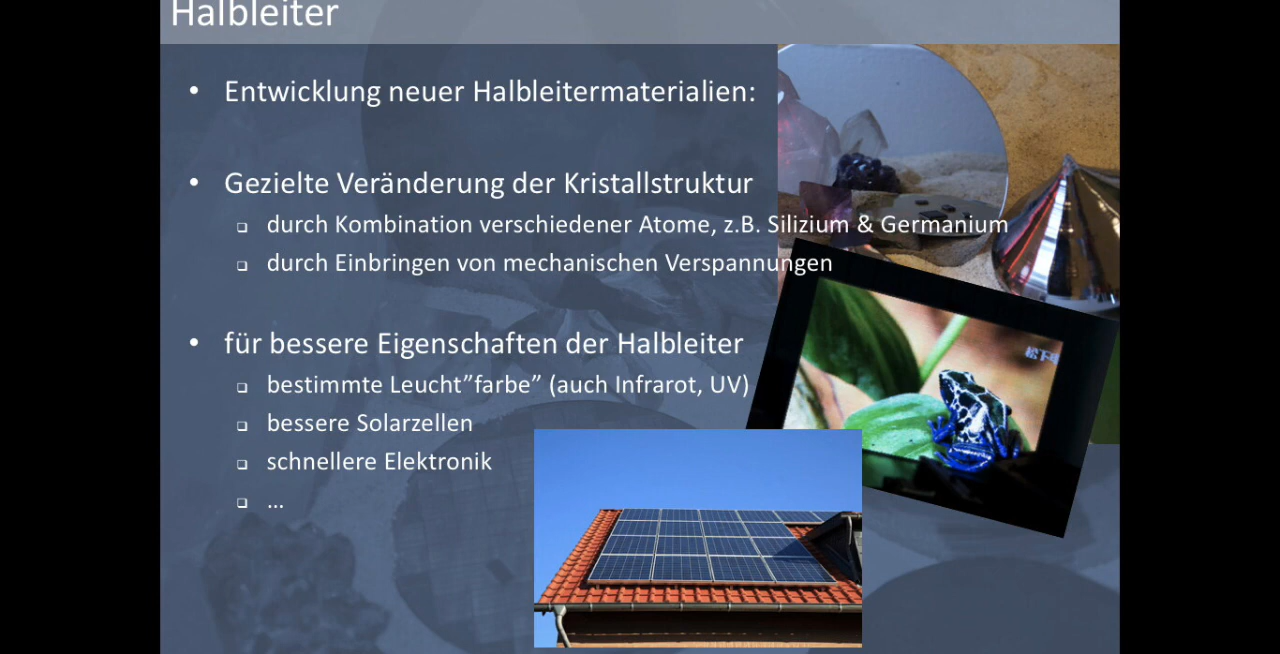 Halbleiter
• Entwicklung neuer Halbleitermaterialien:
• Gezielte Veränderung der Kristallstruktur
❑ durch Kombination verschiedener Atome, z.B. Silizium & Germanium
❑ durch Einbringen von mechanischen Verspannungen
• für bessere Eigenschaften der Halbleiter
❑ bestimmte Leucht”farbe” (auch Infrarot, UV)
❑ bessere Solarzellen
❑ schnellere Elektronik
❑ ...